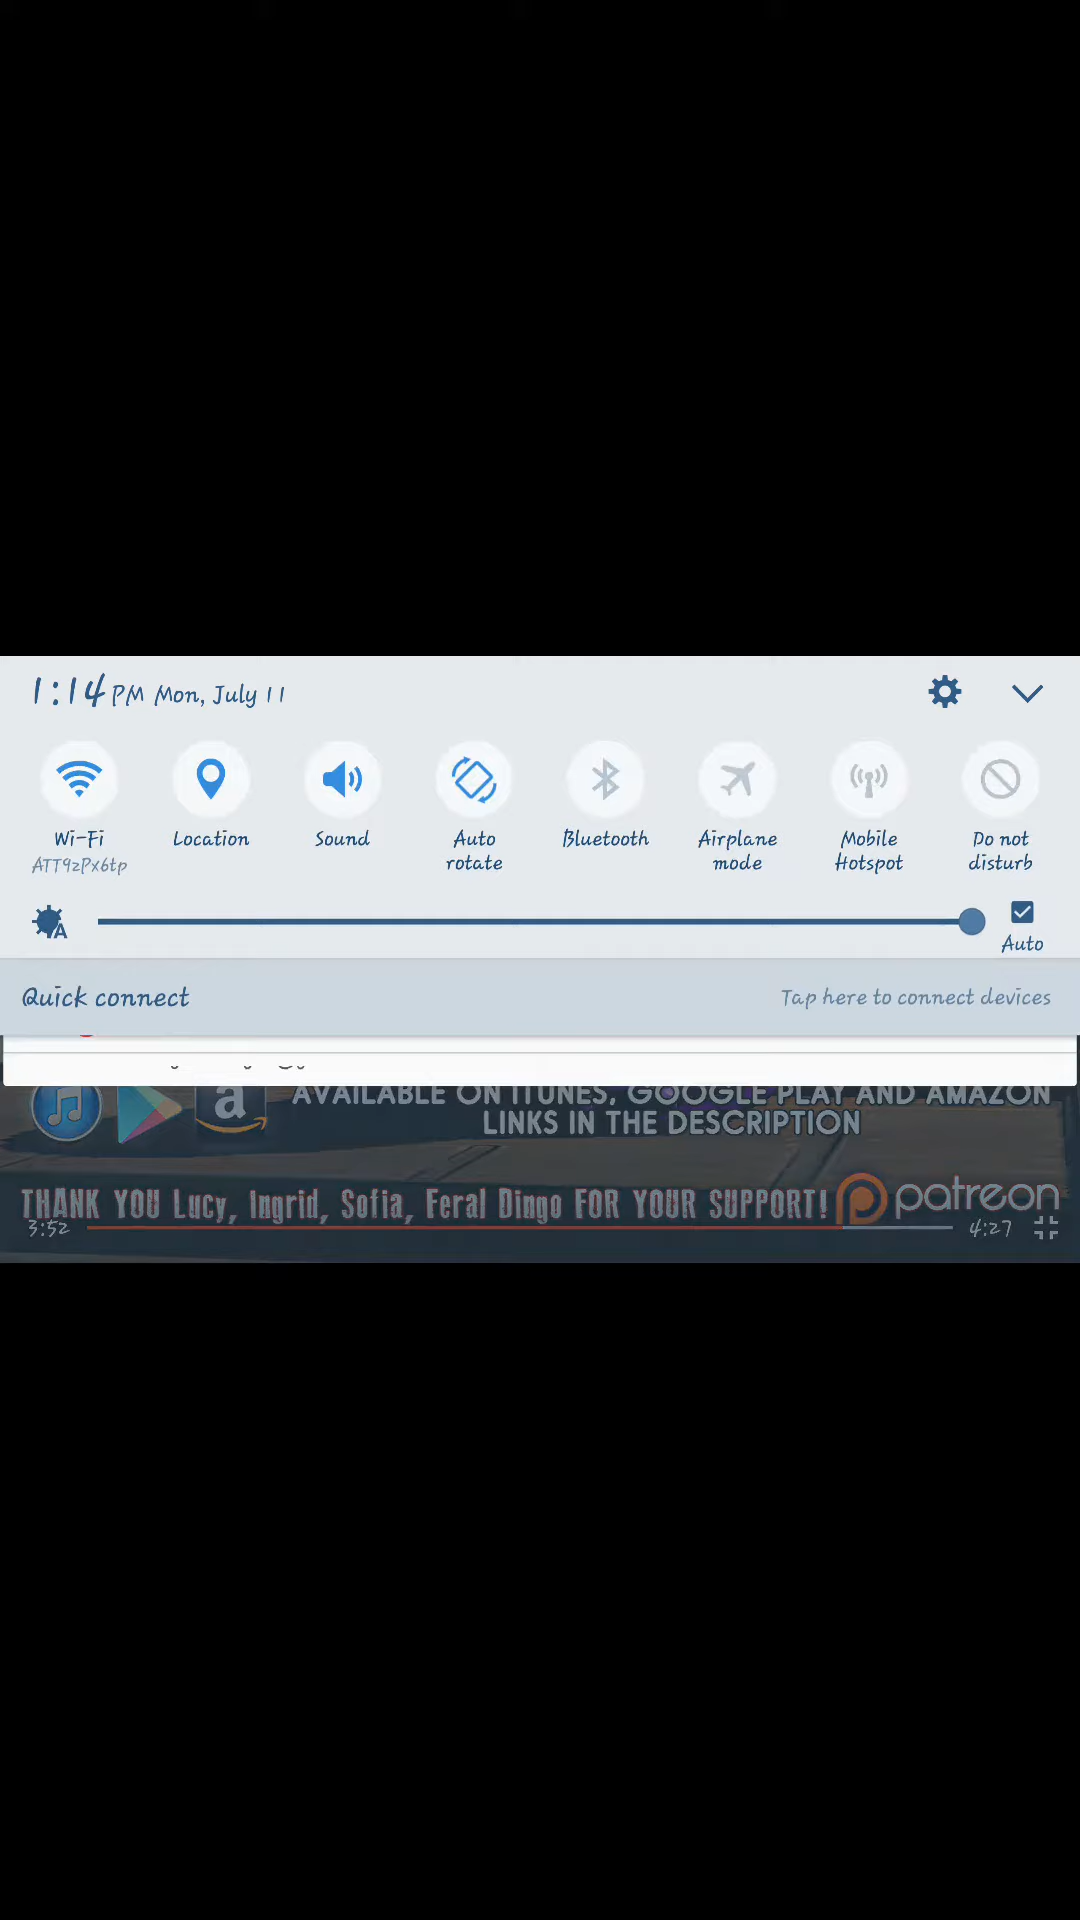 1:14 PM Mon, July 11
Wi-Fi
ATT9zPx6tp
Location
Sound
Auto
rotate
Bluetooth
Airplane
mode
Mobile
Hotspot
Do not
disturb
A
Auto
Quick connect
Tap here to connect devices
a
AVAILABLE ON ITUNES, GOOGLE PLAY AND AMAZON
LINKS IN THE DESCRIPTION
THANK YOU Lucy, Ingrid, Sofia, Feral Dingo FOR YOUR SUPPORT!
patreon
3:52
4:27